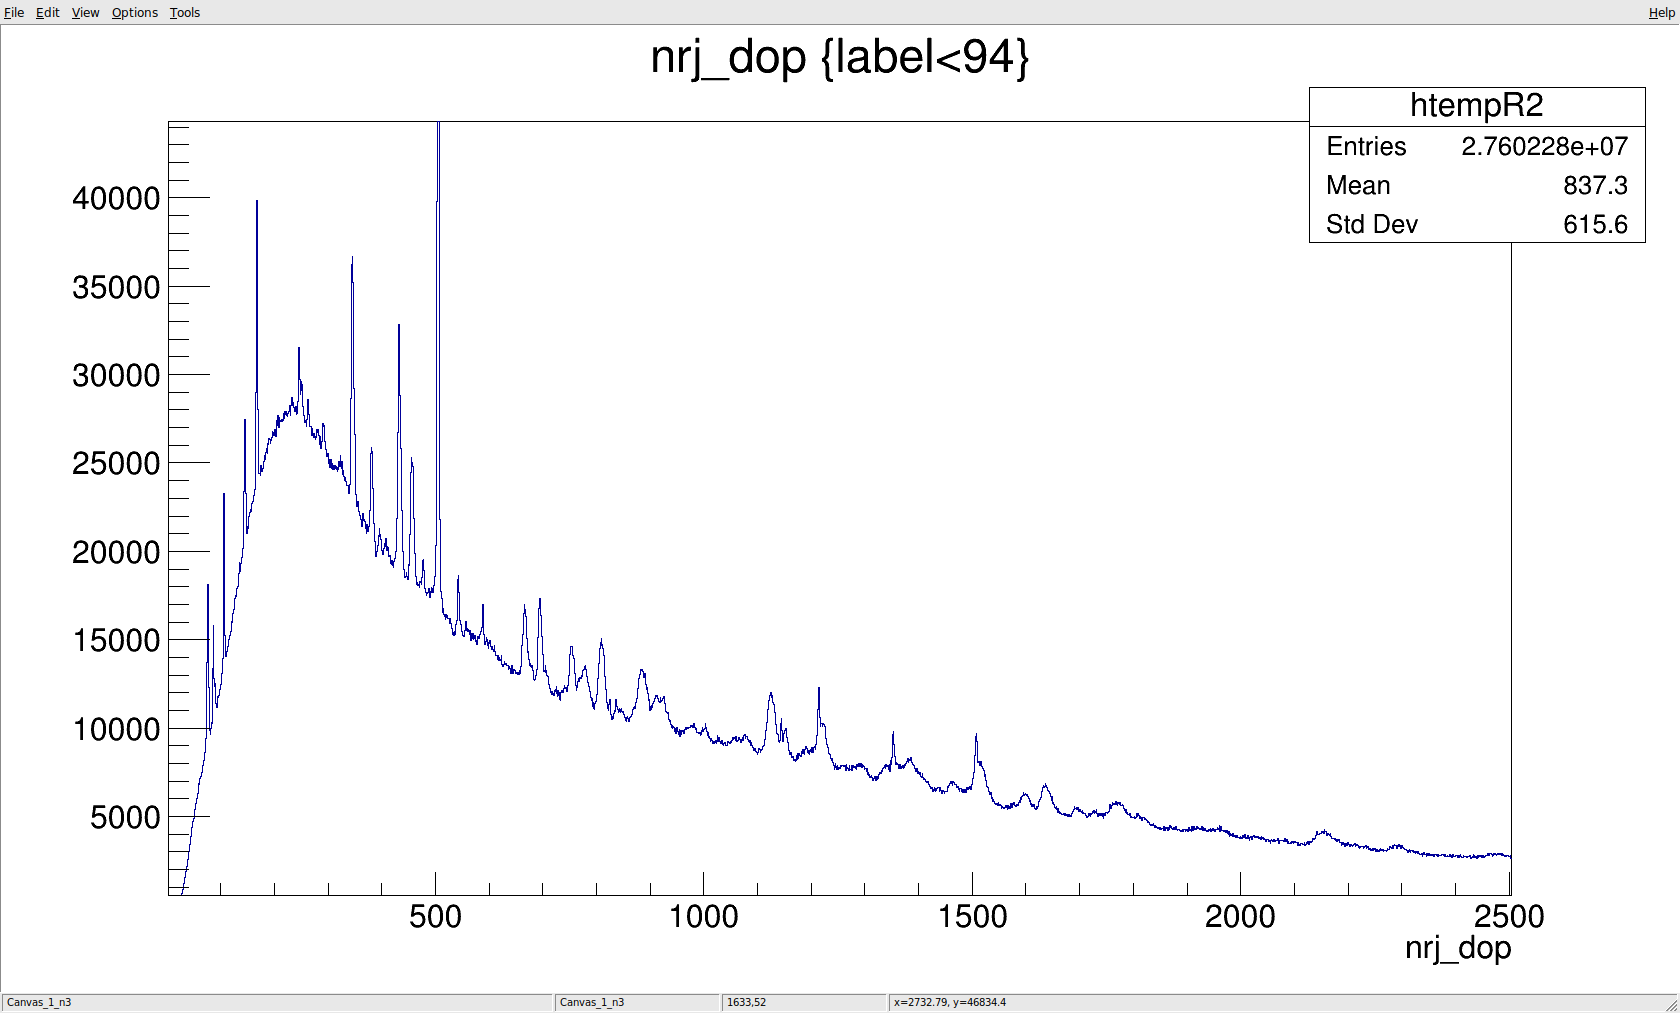 File Edit View Options Tools Help
nrj_dop {label<94}
htempR2
Entries 2.760228e+07
Mean 837.3
Std Dev 615.6
40000
35000
30000
25000
20000
15000
10000
5000
500 1000 1500 2000 2500
nrj_dop
Canvas_1_n3 Canvas_1_n3 1633,52 x=2732.79, y=46834.4